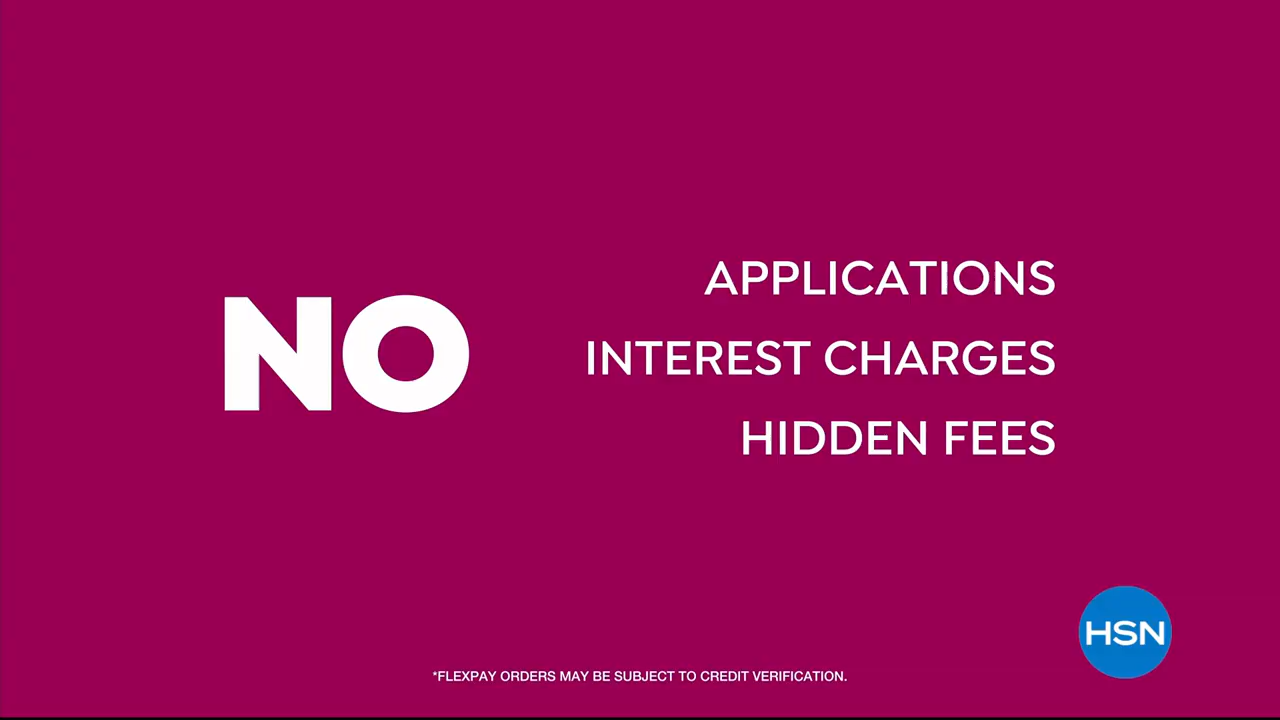 NO
APPLICATIONS
INTEREST CHARGES
HIDDEN FEES
HSN
*FLEXPAY ORDERS MAY BE SUBJECT TO CREDIT VERIFICATION.